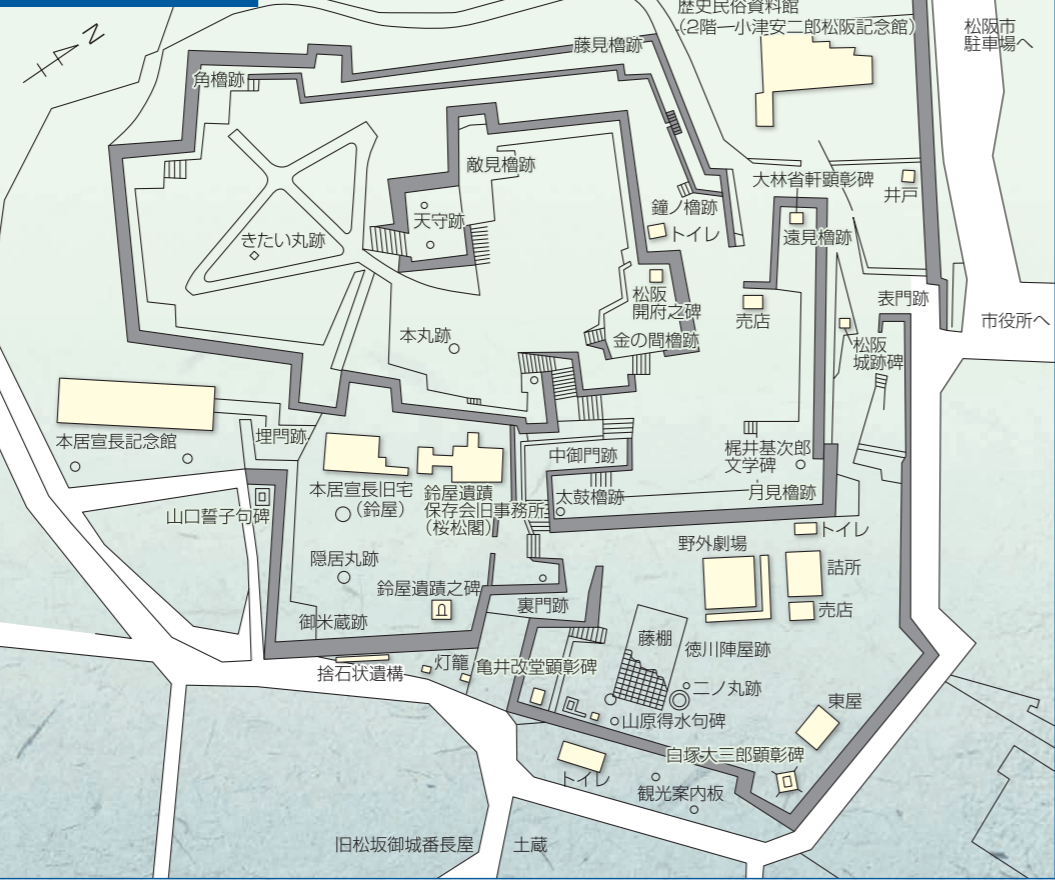 歴史民俗資料館
(2階―小津安二郎松阪記念館)
松阪市
駐車場へ
N
藤見櫓跡
角櫓跡
敵見櫓跡
大林省軒顕彰碑
井戸
天守跡
鐘ノ櫓跡
トイレ
遠見櫓跡
きたい丸跡
松阪
開府之碑
売店
表門跡
市役所へ
本丸跡
金の間櫓跡
松阪
城跡碑
本居宣長記念館
埋門跡
中御門跡
梶井基次郎
文学碑
本居宣長旧宅
(鈴屋)
鈴屋遺蹟
保存会旧事務所
(桜松閣)
太鼓櫓跡
月見櫓跡
山口誓子句碑
トイレ
野外劇場
詰所
隠居丸跡
鈴屋遺蹟之碑
売店
裏門跡
御米蔵跡
藤棚
徳川陣屋跡
捨石状遺構
灯籠
亀井改堂顕彰碑
二ノ丸跡
東屋
山原得水句碑
白塚大三郎顕彰碑
トイレ
観光案内板
旧松坂御城番長屋
土蔵